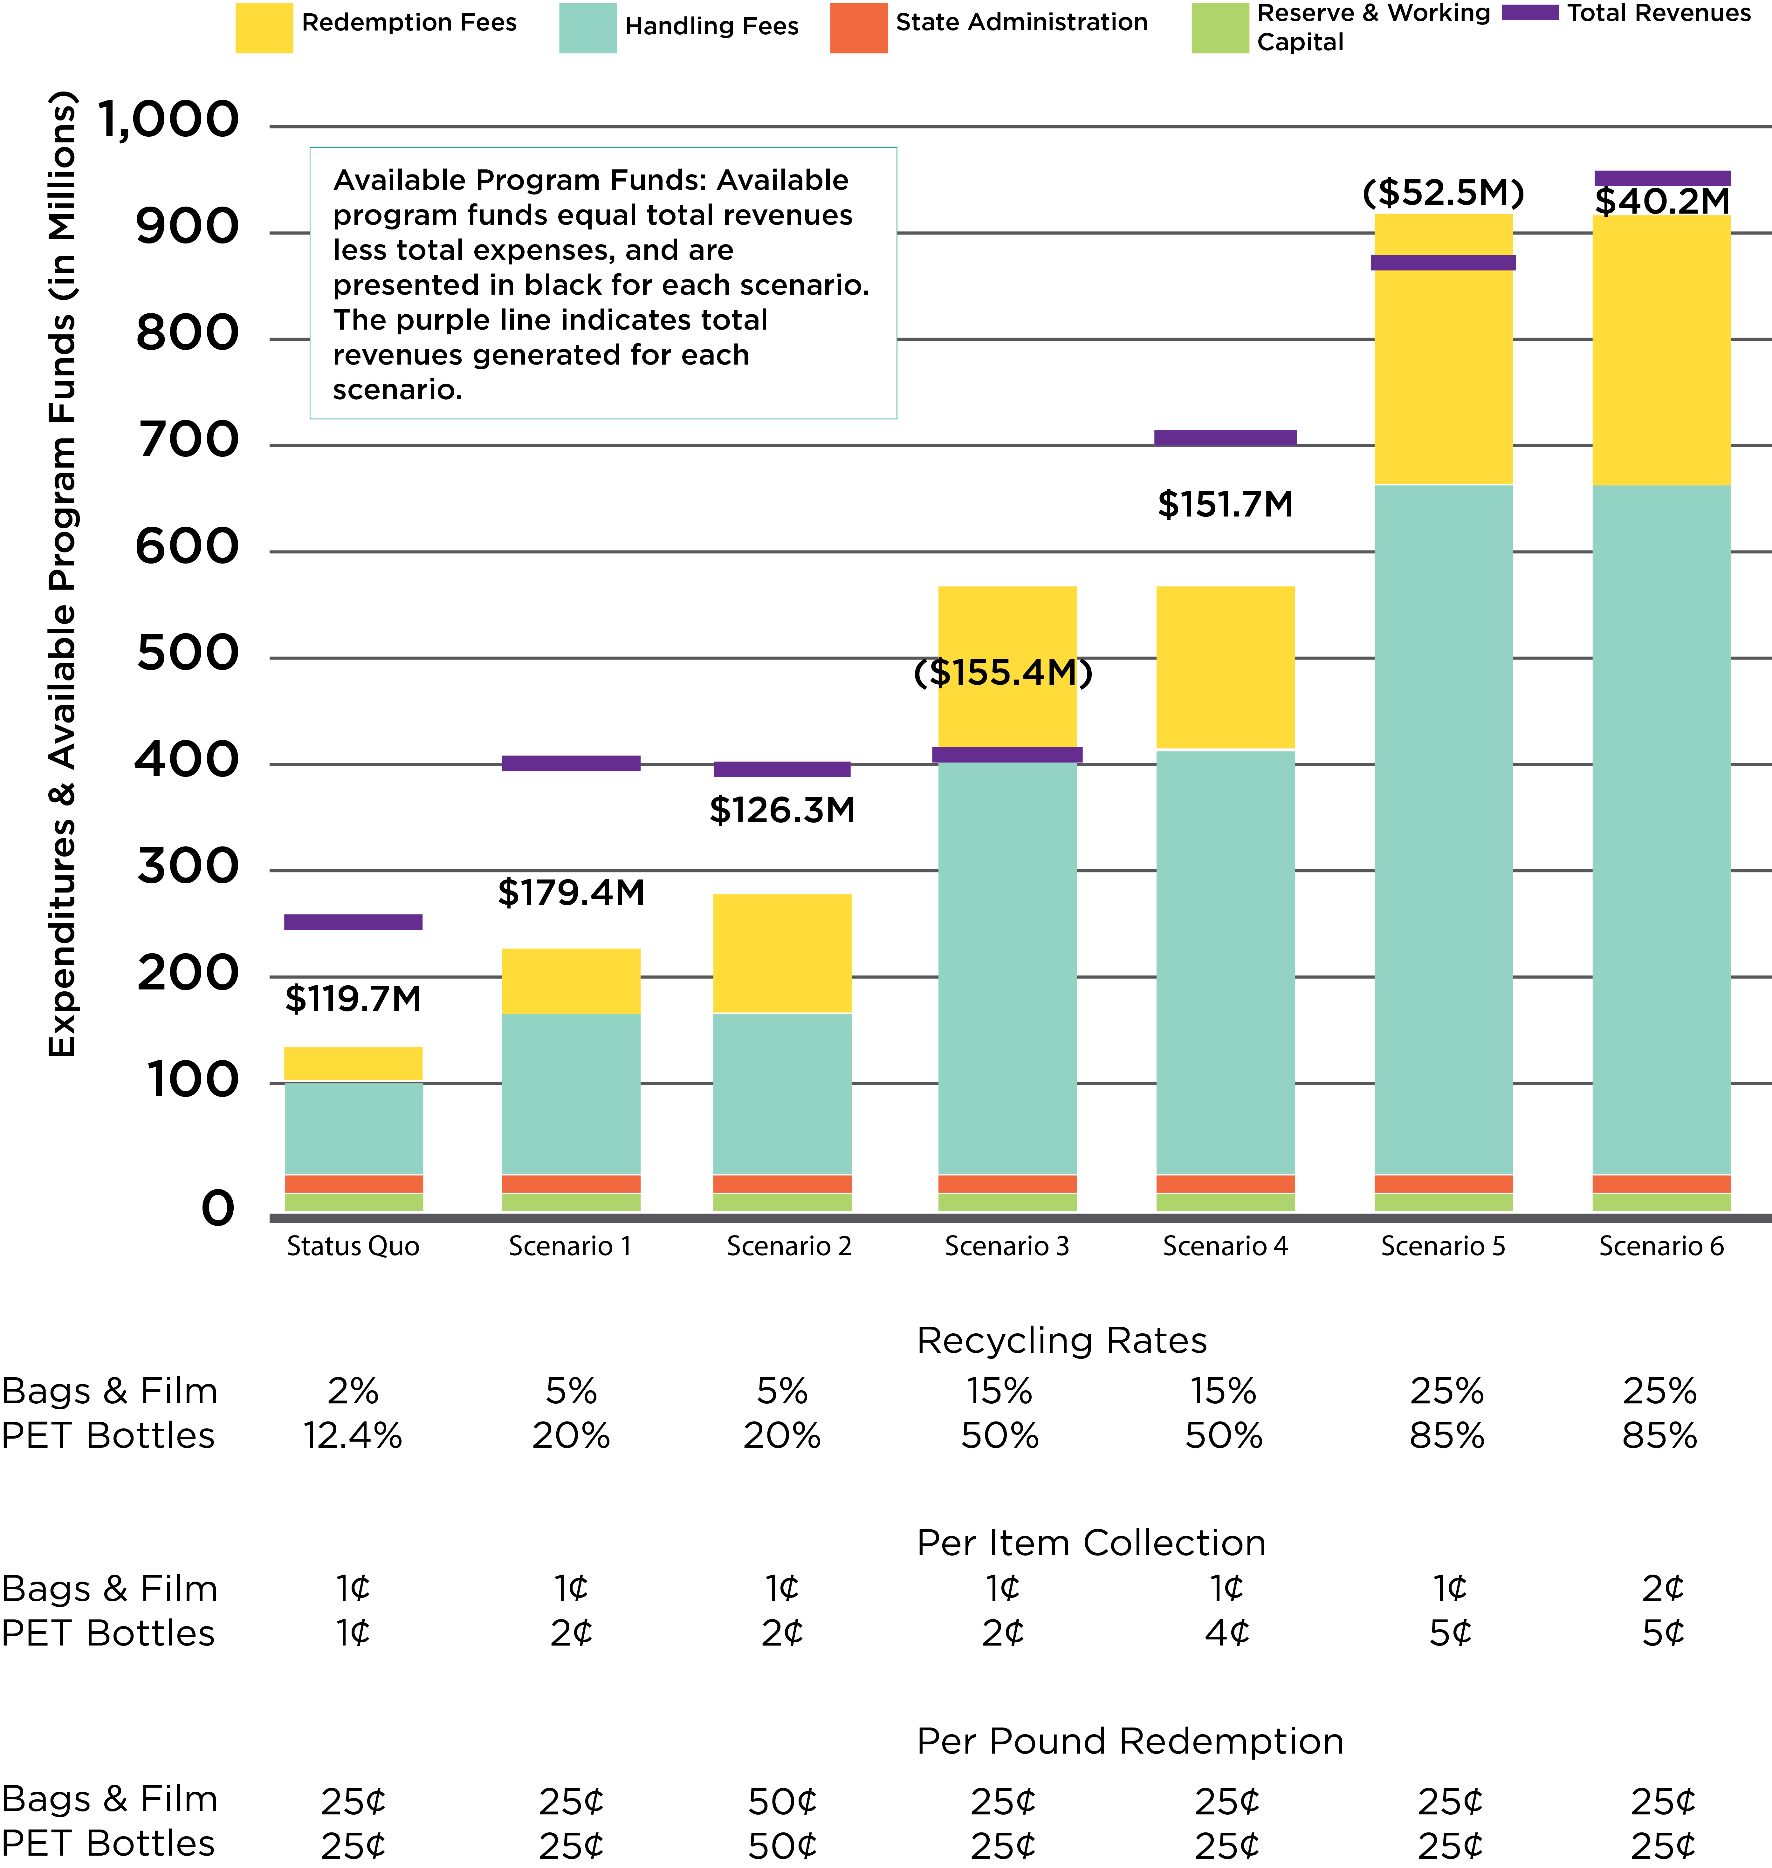 Redemption Fees
Handling Fees
State Administration
Reserve & Working
Capital
Total Revenues
Expenditures & Available Program Funds (in Millions)
1,000
900
800
700
600
500
400
300
200
100
0
Available Program Funds: Available
program funds equal total revenues
less total expenses, and are
presented in black for each scenario.
The purple line indicates total
revenues generated for each
scenario.
$119.7M
$179.4M
$126.3M
($155.4M)
$151.7M
($52.5M)
$40.2M
Status Quo Scenario 1 Scenario 2 Scenario 3 Scenario 4 Scenario 5 Scenario 6
Recycling Rates
Bags & Film 2% 5% 5% 15% 15% 25% 25%
PET Bottles 12.4% 20% 20% 50% 50% 85% 85%
Per Item Collection
Bags & Film 1¢ 1¢ 1¢ 1¢ 1¢ 1¢ 2¢
PET Bottles 1¢ 2¢ 2¢ 2¢ 4¢ 5¢ 5¢
Per Pound Redemption
Bags & Film 25¢ 25¢ 50¢ 25¢ 25¢ 25¢ 25¢
PET Bottles 25¢ 25¢ 50¢ 25¢ 25¢ 25¢ 25¢